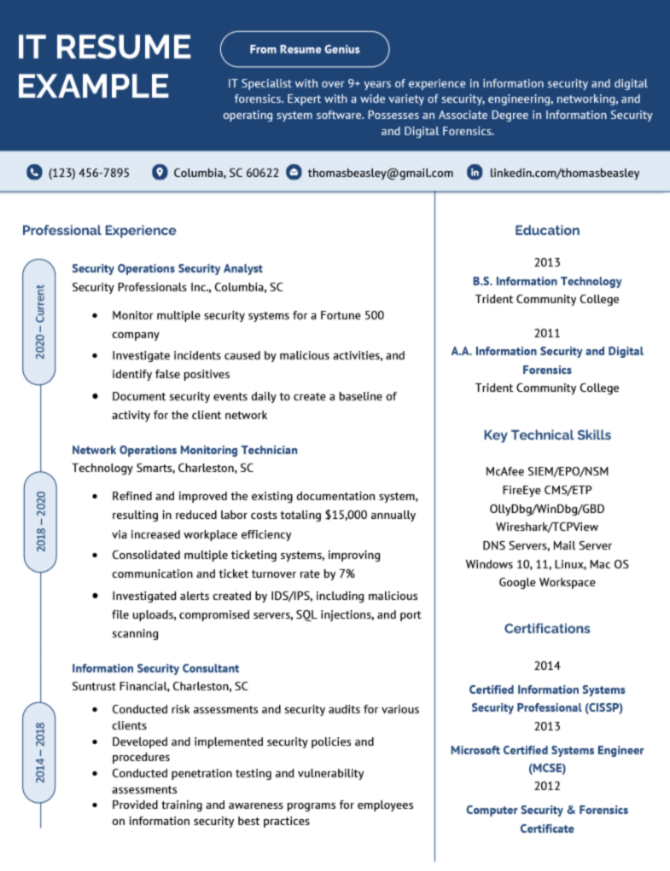 IT RESUME
EXAMPLE
From Resume Genius
IT Specialist with over 9+ years of experience in information security and digital
forensics. Expert with a wide variety of security, engineering, networking, and
operating system software. Possesses an Associate Degree in Information Security
and Digital Forensics.
(123) 456-7895
Columbia, SC 60622
thomasbeasley@gmail.com
in
linkedin.com/thomasbeasley
Professional Experience
2020 – Current
Security Operations Security Analyst
Security Professionals Inc., Columbia, SC
• Monitor multiple security systems for a Fortune 500
company
• Investigate incidents caused by malicious activities, and
identify false positives
• Document security events daily to create a baseline of
activity for the client network
2018 – 2020
Network Operations Monitoring Technician
Technology Smarts, Charleston, SC
• Refined and improved the existing documentation system,
resulting in reduced labor costs totaling $15,000 annually
via increased workplace efficiency
• Consolidated multiple ticketing systems, improving
communication and ticket turnover rate by 7%
• Investigated alerts created by IDS/IPS, including malicious
file uploads, compromised servers, SQL injections, and port
scanning
2014 – 2018
Information Security Consultant
Suntrust Financial, Charleston, SC
• Conducted risk assessments and security audits for various
clients
• Developed and implemented security policies and
procedures
• Conducted penetration testing and vulnerability
assessments
• Provided training and awareness programs for employees
on information security best practices
Education
2013
B.S. Information Technology
Trident Community College
2011
A.A. Information Security and Digital
Forensics
Trident Community College
Key Technical Skills
McAfee SIEM/EPO/NSM
FireEye CMS/ETP
OllyDbg/WinDbg/GBD
Wireshark/TCPView
DNS Servers, Mail Server
Windows 10, 11, Linux, Mac OS
Google Workspace
Certifications
2014
Certified Information Systems
Security Professional (CISSP)
2013
Microsoft Certified Systems Engineer
(MCSE)
2012
Computer Security & Forensics
Certificate